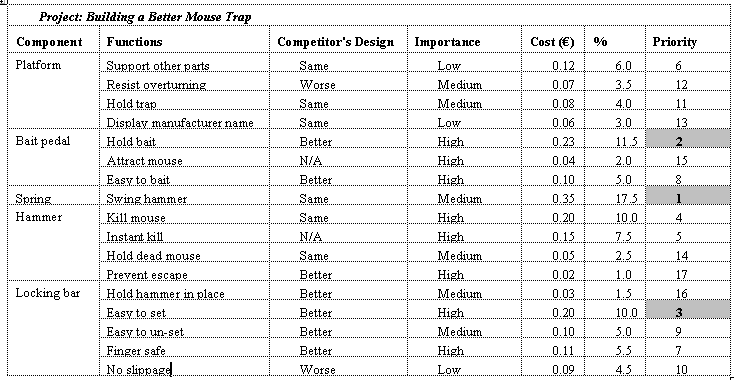 Project: Building a Better Mouse Trap
Component Functions Competitor's Design Importance Cost (€) % Priority
Platform Support other parts Same Low 0.12 6.0 6
Resist overturning Worse Medium 0.07 3.5 12
Hold trap Same Medium 0.08 4.0 11
Display manufacturer name Same Low 0.06 3.0 13
Bait pedal Hold bait Better High 0.23 11.5 2
Attract mouse N/A High 0.04 2.0 15
Easy to bait Better High 0.10 5.0 8
Spring Swing hammer Same Medium 0.35 17.5 1
Hammer Kill mouse Same High 0.20 10.0 4
Instant kill N/A High 0.15 7.5 5
Hold dead mouse Same Medium 0.05 2.5 14
Prevent escape Better High 0.02 1.0 17
Locking bar Hold hammer in place Better Medium 0.03 1.5 16
Easy to set Better High 0.20 10.0 3
Easy to un-set Better Medium 0.10 5.0 9
Finger safe Better High 0.11 5.5 7
No slippage Worse Low 0.09 4.5 10